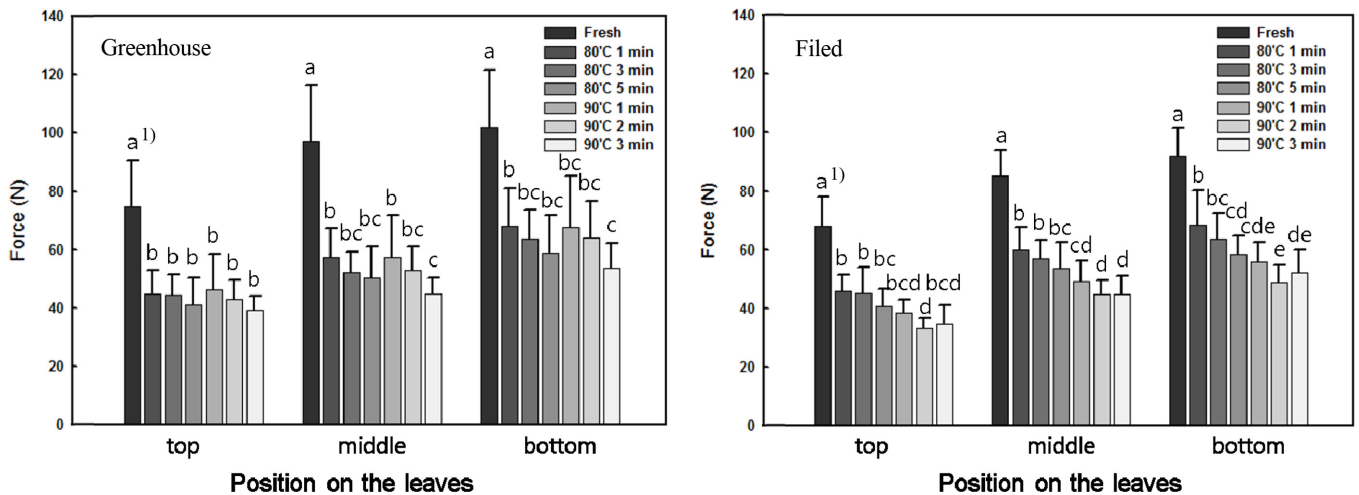 Greenhouse
Force (N)
140
120
100
80
60
40
20
0
Fresh
80'C 1 min
80'C 3 min
80'C 5 min
90'C 1 min
90'C 2 min
90'C 3 min
a 1) b b b b b b
a b bc bc b bc c
a b bc bc bc bc c
top middle bottom
Position on the leaves
Filed
Force (N)
140
120
100
80
60
40
20
0
Fresh
80'C 1 min
80'C 3 min
80'C 5 min
90'C 1 min
90'C 2 min
90'C 3 min
a 1) b b bc bcd d bcd
a b b bc cd d d
a b bc cd cde e de
top middle bottom
Position on the leaves